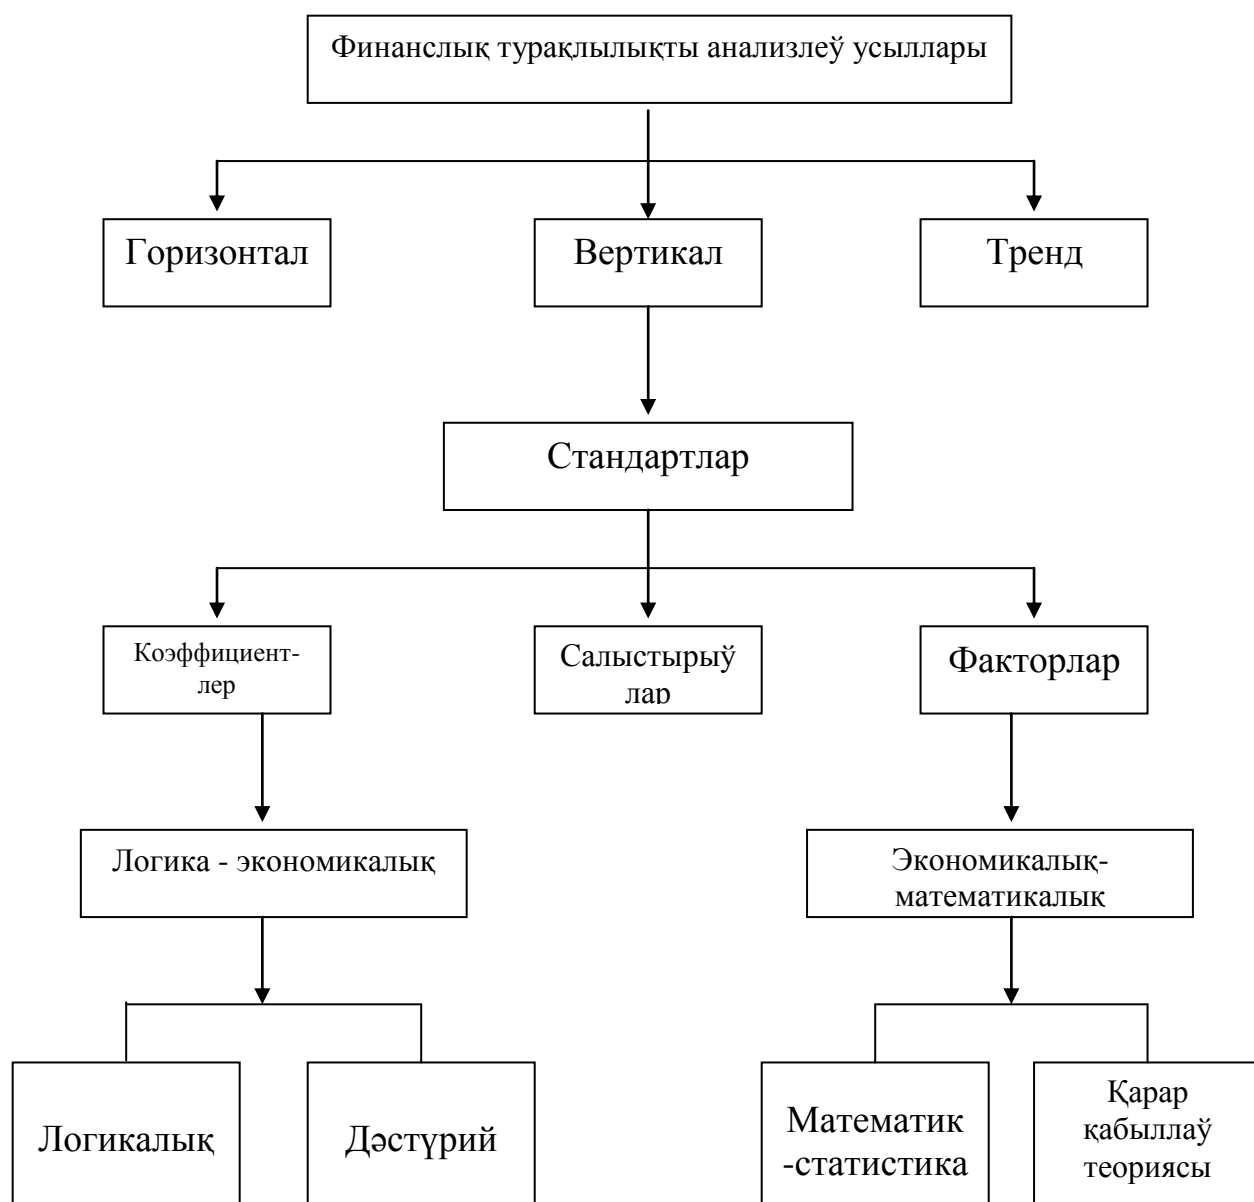 Финанслық турақлылықты анализлеў усыллары
Горизонтал
Вертикал
Тренд
Стандартлар
Коэффициент-
лер
Салыстырыў
лар
Факторлар
Логика - экономикалық
Экономикалық-
математикалық
Логикалық
Дәстүрий
Математик
-статистика
Қарар
қабыллаў
теориясы